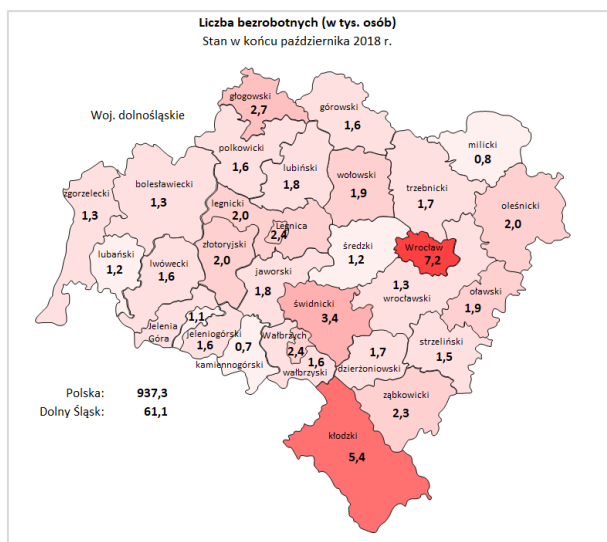 Liczba bezrobotnych (w tys. osób)
Stan w końcu października 2018 r.
Woj. dolnośląskie
głogowski
2,7
górowski
1,6
milicki
0,8
polkowicki
1,6
lubiński
1,8
wołowski
1,9
trzebnicki
1,7
oleśnicki
2,0
zgorzelecki
1,3
bolesławiecki
1,3
legnicki
2,0
Legnica
2,4
lubański
1,2
lwówecki
1,6
złotoryjski
2,0
średzki
1,2
Wrocław
7,2
jaworski
1,8
1,3
wrocławski
oławski
1,9
świdnicki
3,4
Jelenia
Góra
1,1
jeleniogórski
1,6
0,7
kamiennogórski
Wałbrzych
2,4
1,6
wałbrzyski
1,7
dzierżoniowski
strzeliński
1,5
ząbkowicki
2,3
kłodzki
5,4
Polska: 937,3
Dolny Śląsk: 61,1